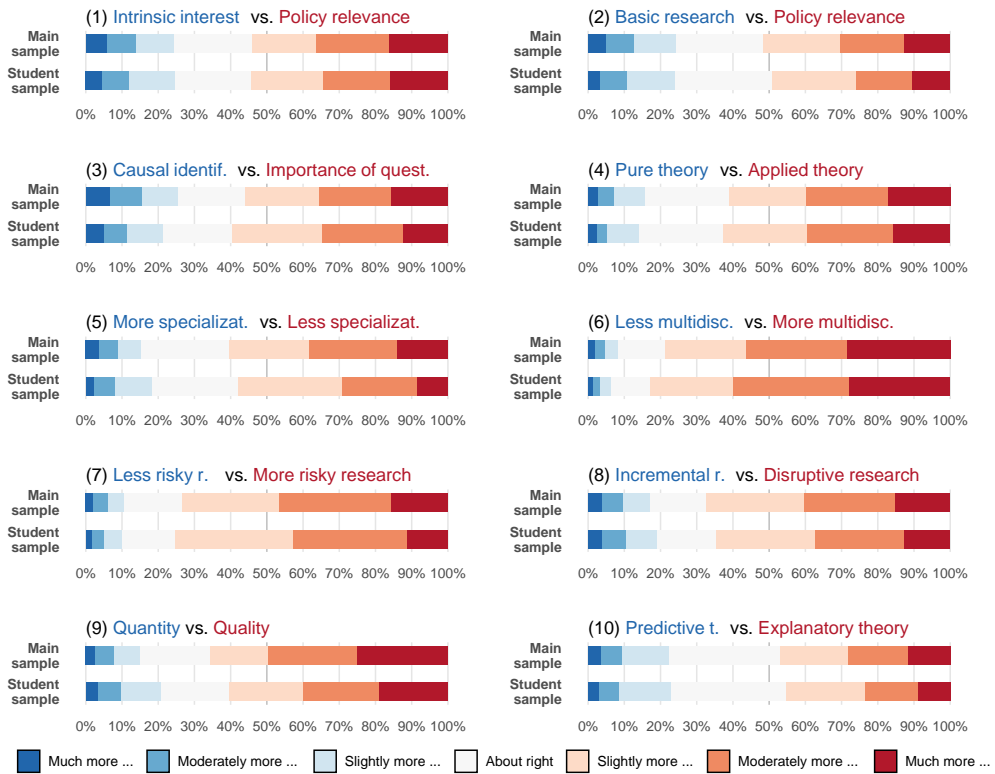 (1) Intrinsic interest vs. Policy relevance
Main
sample
Student
sample
0% 10% 20% 30% 40% 50% 60% 70% 80% 90% 100%
(2) Basic research vs. Policy relevance
Main
sample
Student
sample
0% 10% 20% 30% 40% 50% 60% 70% 80% 90% 100%
(3) Causal identif. vs. Importance of quest.
Main
sample
Student
sample
0% 10% 20% 30% 40% 50% 60% 70% 80% 90% 100%
(4) Pure theory vs. Applied theory
Main
sample
Student
sample
0% 10% 20% 30% 40% 50% 60% 70% 80% 90% 100%
(5) More specializat. vs. Less specializat.
Main
sample
Student
sample
0% 10% 20% 30% 40% 50% 60% 70% 80% 90% 100%
(6) Less multidisc. vs. More multidisc.
Main
sample
Student
sample
0% 10% 20% 30% 40% 50% 60% 70% 80% 90% 100%
(7) Less risky r. vs. More risky research
Main
sample
Student
sample
0% 10% 20% 30% 40% 50% 60% 70% 80% 90% 100%
(8) Incremental r. vs. Disruptive research
Main
sample
Student
sample
0% 10% 20% 30% 40% 50% 60% 70% 80% 90% 100%
(9) Quantity vs. Quality
Main
sample
Student
sample
0% 10% 20% 30% 40% 50% 60% 70% 80% 90% 100%
(10) Predictive t. vs. Explanatory theory
Main
sample
Student
sample
0% 10% 20% 30% 40% 50% 60% 70% 80% 90% 100%
Much more ... Moderately more ... Slightly more ... About right Slightly more ... Moderately more ... Much more ...